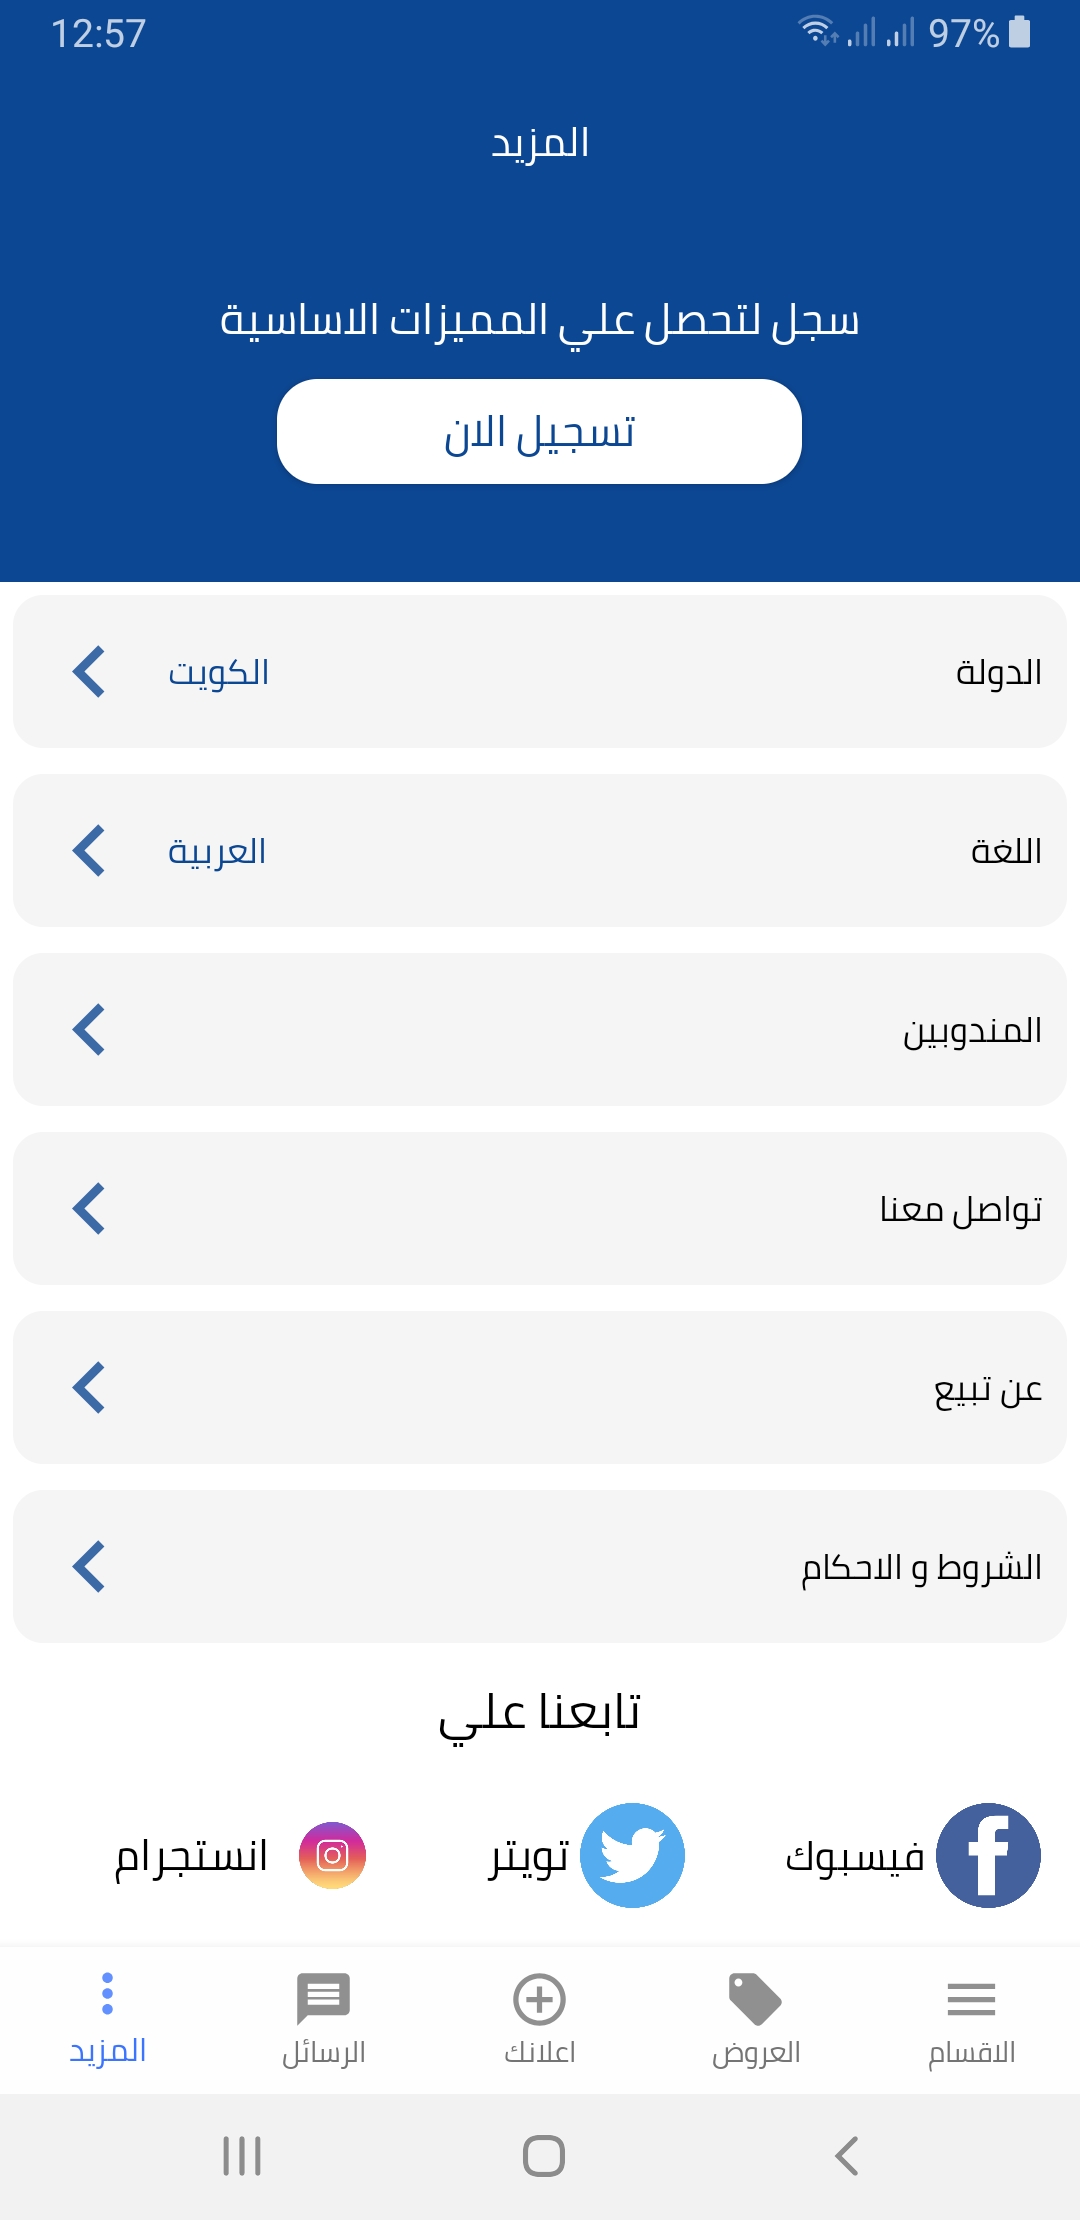 12:57 97%
المزيد
سجل لتحصل علي المميزات الاساسية
تسجيل الان
الدولة الكويت
اللغة العربية
المندوبين
تواصل معنا
عن تبيع
الشروط و الاحكام
تابعنا علي
فيسبوك تويتر انستجرام
الاقسام العروض اعلانك الرسائل المزيد